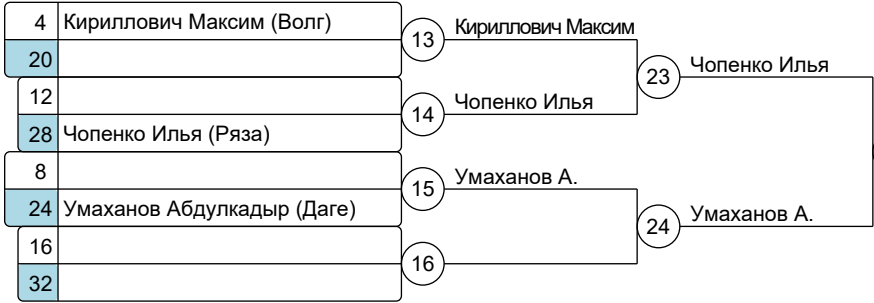 4 Кириллович Максим (Волг)
13 Кириллович Максим
20
23 Чопенко Илья
12
14 Чопенко Илья
28 Чопенко Илья (Ряза)
8
15 Умаханов А.
24 Умаханов Абдулкадыр (Даге)
24 Умаханов А.
16
16
32